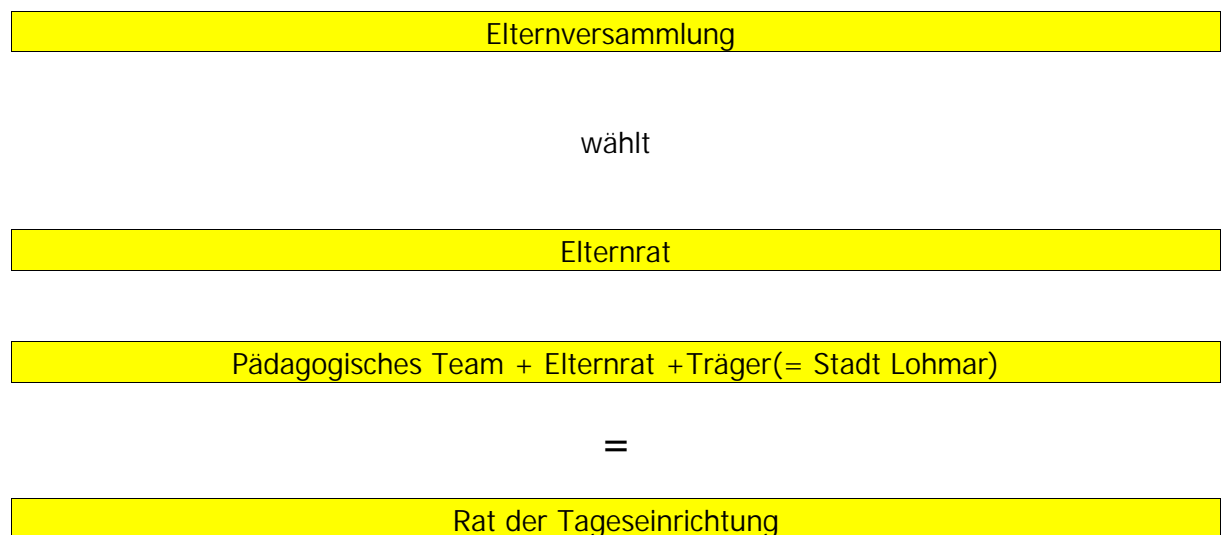 Elternversammlung
wählt
Elternrat
Pädagogisches Team + Elternrat +Träger(= Stadt Lohmar)
=
Rat der Tageseinrichtung